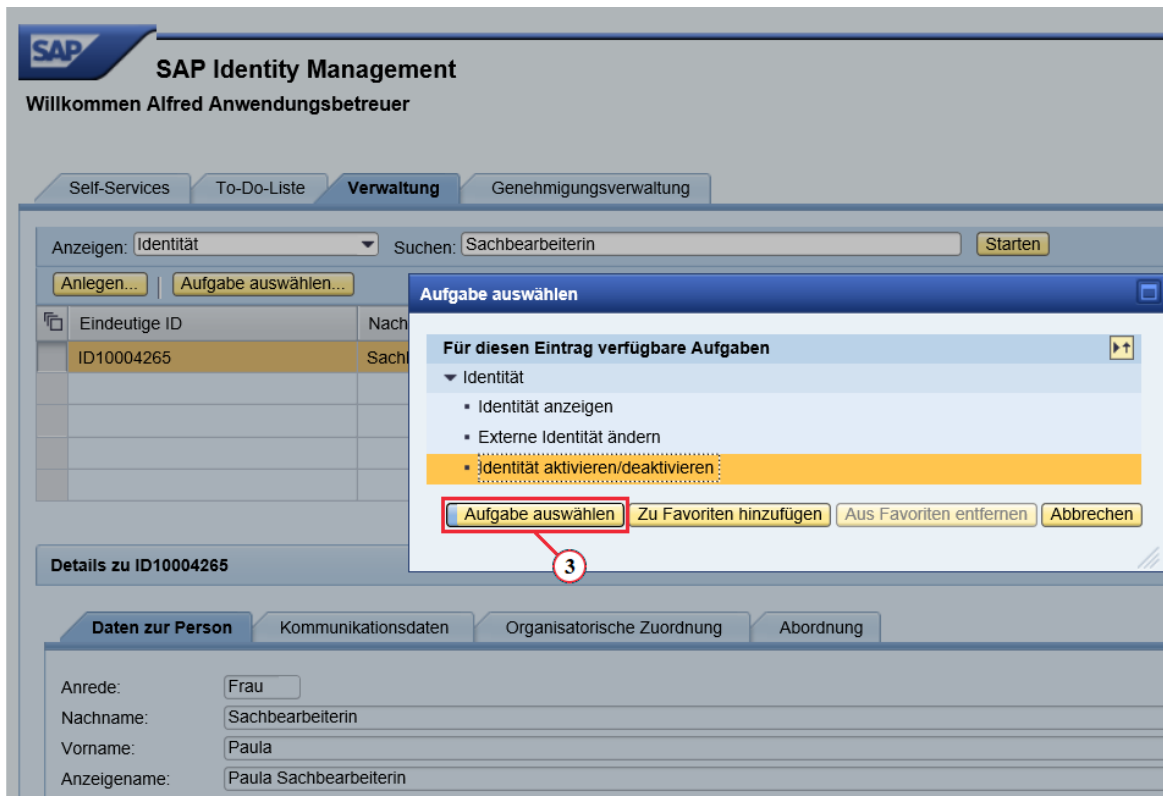 SAP
SAP Identity Management
Willkommen Alfred Anwendungsbetreuer
Self-Services To-Do-Liste Verwaltung Genehmigungsverwaltung
Anzeigen: Identität Suchen: Sachbearbeiterin Starten
Anlegen... Aufgabe auswählen...
Eindeutige ID Nach
ID10004265 Sach
Aufgabe auswählen
Für diesen Eintrag verfügbare Aufgaben
Identität
Identität anzeigen
Externe Identität ändern
Identität aktivieren/deaktivieren
Aufgabe auswählen Zu Favoriten hinzufügen Aus Favoriten entfernen Abbrechen
3
Details zu ID10004265
Daten zur Person Kommunikationsdaten Organisatorische Zuordnung Abordnung
Anrede: Frau
Nachname: Sachbearbeiterin
Vorname: Paula
Anzeigename: Paula Sachbearbeiterin